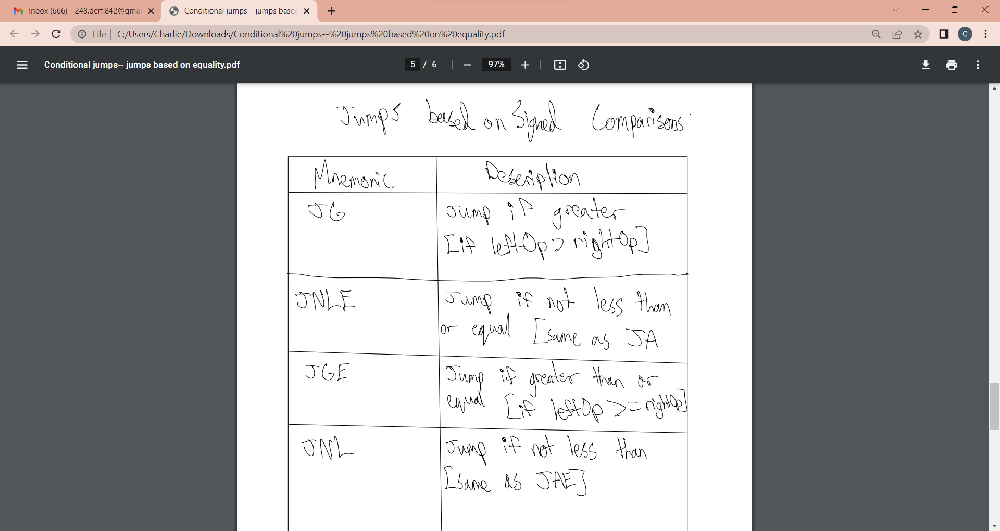 Inbox (666) - 248.derf.842@gmai
Conditional jumps-- jumps based
File | C:/Users/Charlie/Downloads/Conditional%20jumps--%20jumps%20based%20on%20equality.pdf
C
Conditional jumps-- jumps based on equality.pdf
5 / 6
97%
Jumps based on Signed Comparisons
Mnemonic Description
JG Jump if greater
[if leftOp > rightOp]
JNLE Jump if not less than
or equal [same as JA
JGE Jump if greater than or
equal [if leftOp >= rightOp]
JNL Jump if not less than
[same as JAE]